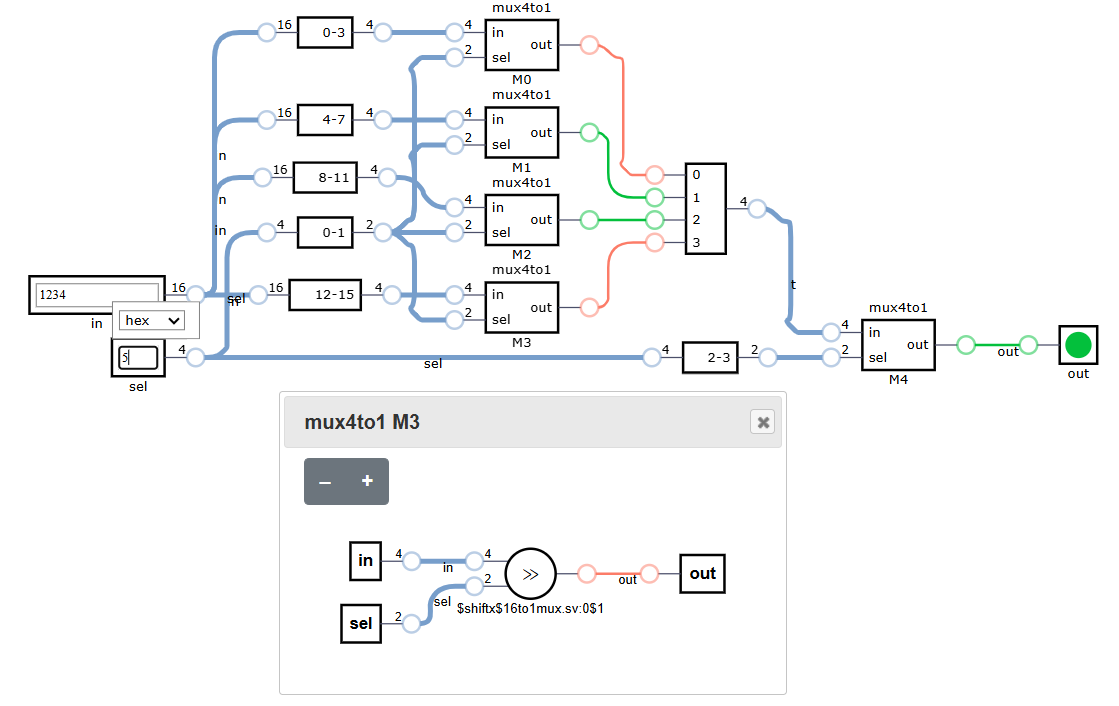 mux4to1
16 0-3 4 4 in out
2 sel
M0
mux4to1
16 4-7 4 4 in out
2 sel
M1
n
16 8-11 4
mux4to1
n
4 in out
in 4 0-1 2 2 sel
M2
0
1
2
3
4
mux4to1
1234 16 sel 16 12-15 4 4 in out
n
2 sel
M3
in
hex
t
5 4
sel
sel
4 2-3 2
mux4to1
4 in out
2 sel
M4
out
out
mux4to1 M3
✖
– +
in 4 4
in
2
>>
out
out
sel 2
sel
$shiftx$16to1mux.sv:0$1